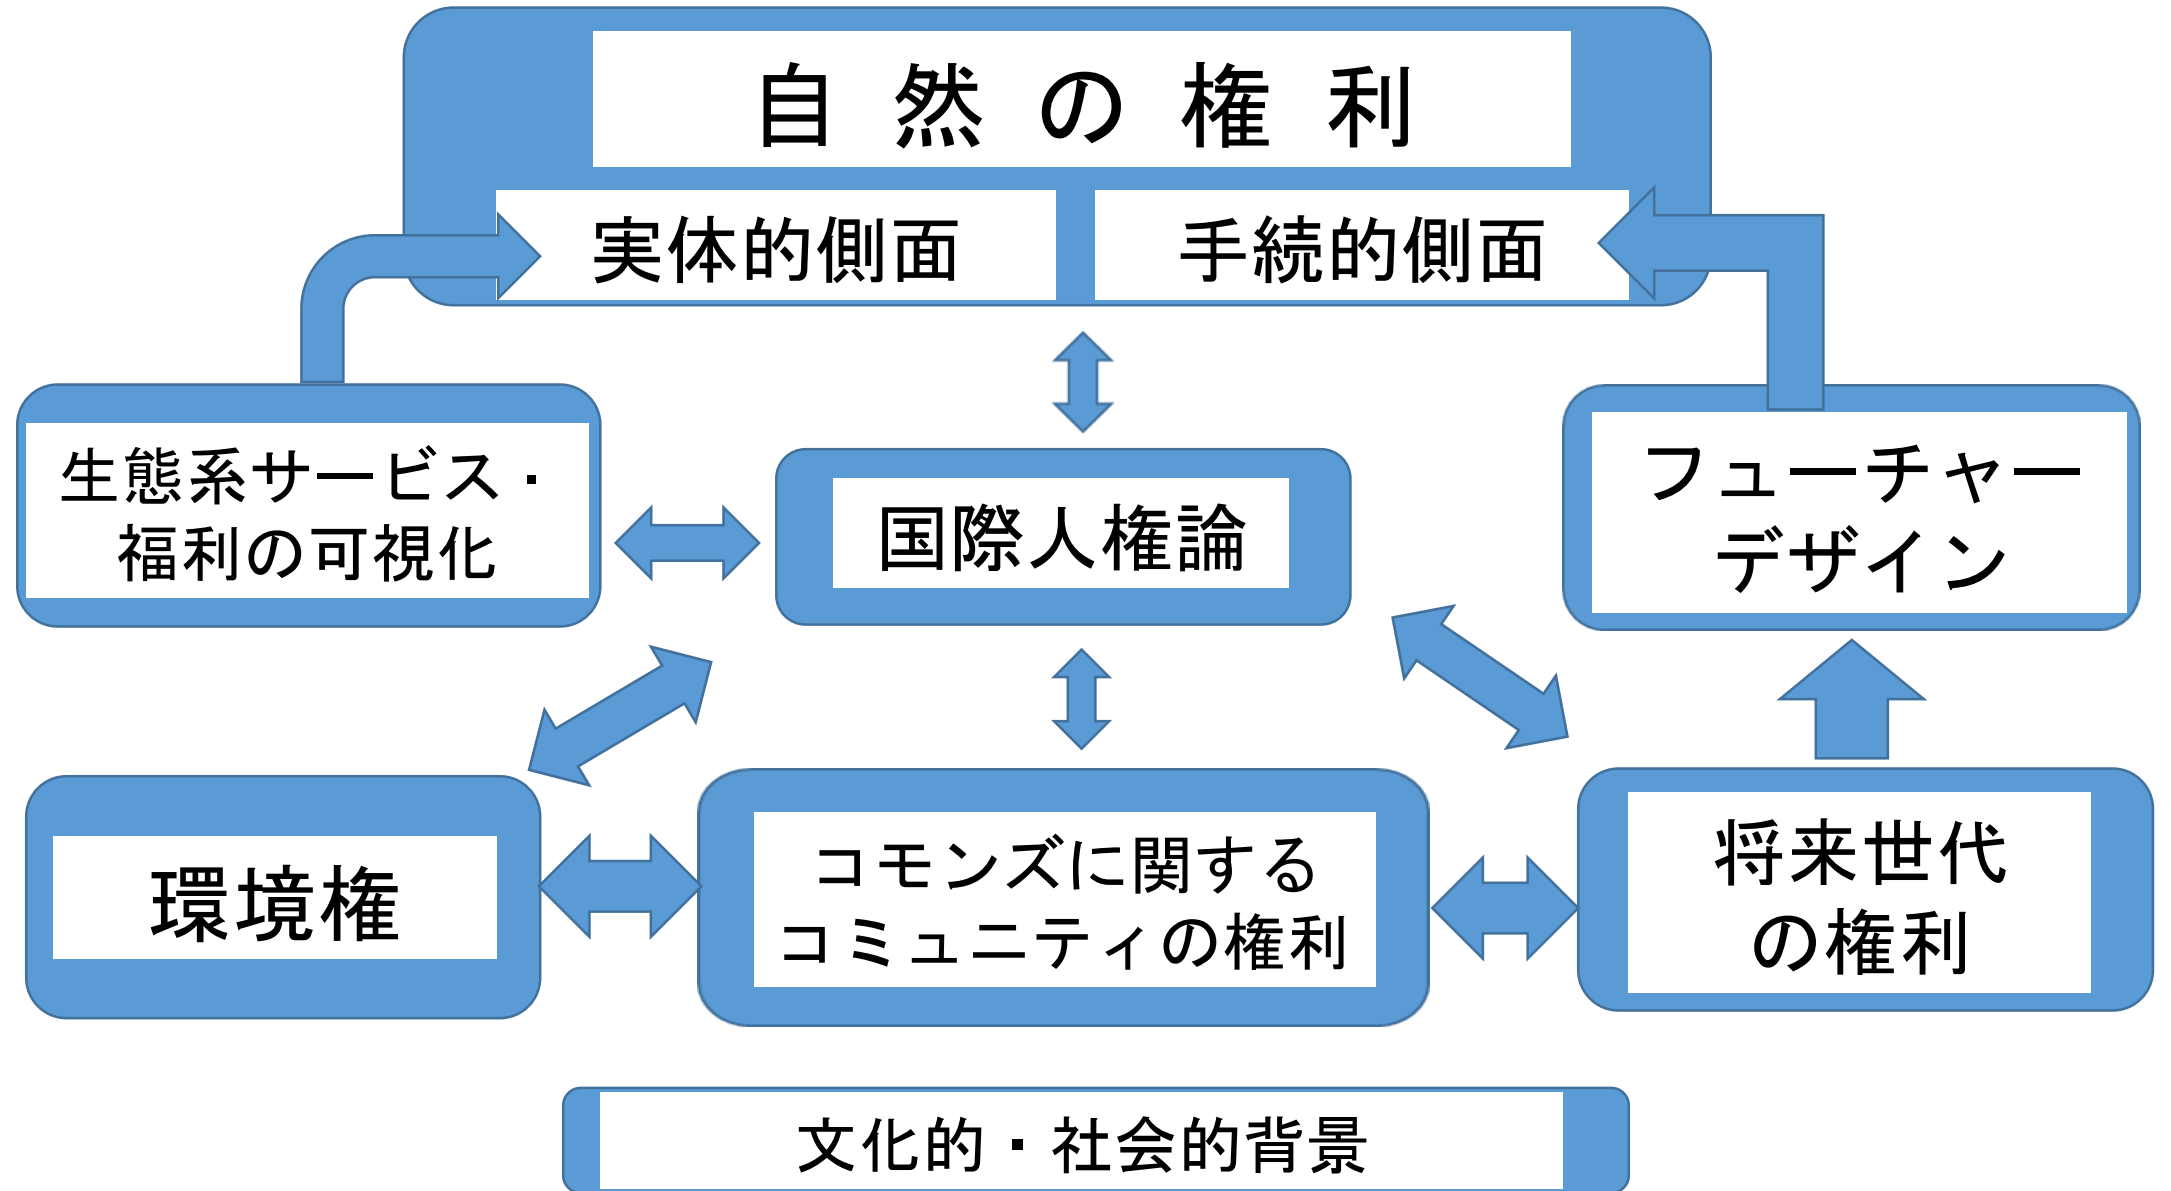 自然の権利
実体的側面
手続的側面
生態系サービス・
福利の可視化
国際人権論
フューチャー
デザイン
環境権
コモンズに関する
コミュニティの権利
将来世代
の権利
文化的・社会的背景